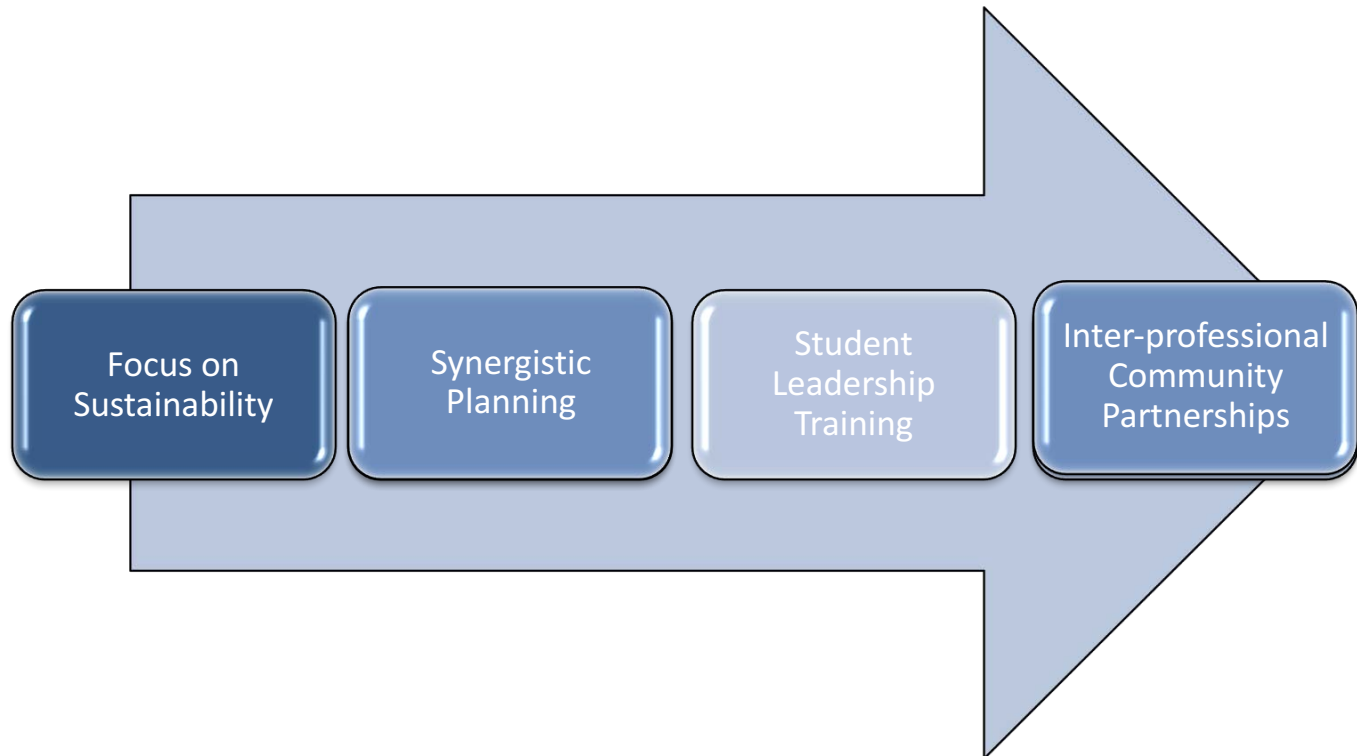 Focus on
Sustainability
Synergistic
Planning
Student
Leadership
Training
Inter-professional
Community
Partnerships